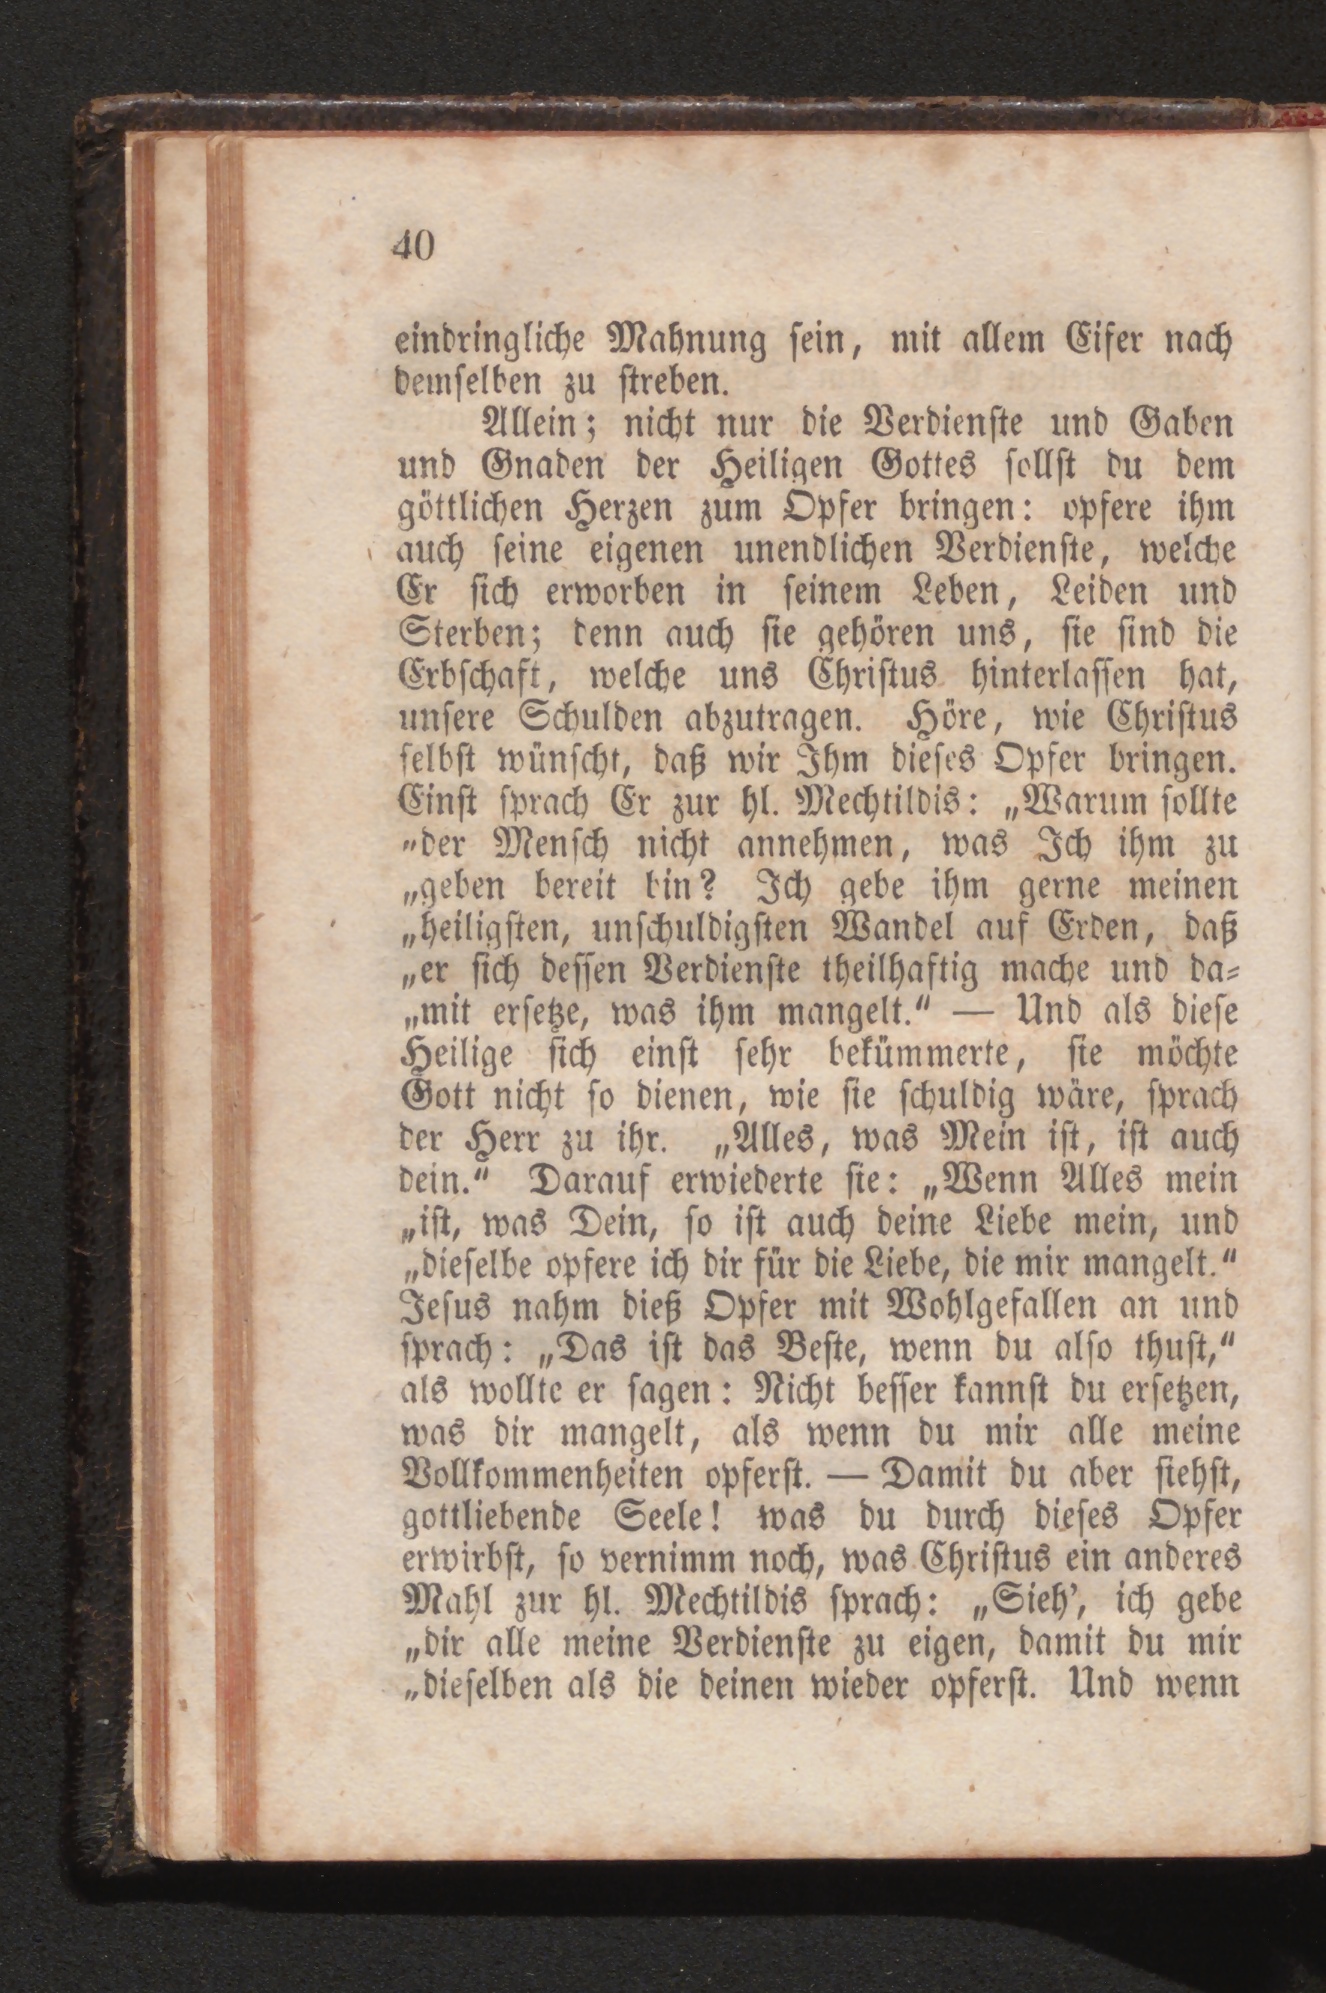 40
eindringliche Mahnung sein, mit allem Eifer nach
demselben zu streben.
Allein; nicht nur die Verdienste und Gaben
und Gnaden der Heiligen Gottes sollst du dem
göttlichen Herzen zum Opfer bringen: opfere ihm
auch seine eigenen unendlichen Verdienste, welche
Er sich erworben in seinem Leben, Leiden und
Sterben; denn auch sie gehören uns, sie sind die
Erbschaft, welche uns Christus hinterlassen hat,
unsere Schulden abzutragen. Höre, wie Christus
selbst wünscht, daß wir Ihm dieses Opfer bringen.
Einst sprach Er zur hl. Mechtildis: „Warum sollte
„der Mensch nicht annehmen, was Ich ihm zu
„geben bereit bin? Ich gebe ihm gerne meinen
„heiligsten, unschuldigsten Wandel auf Erden, daß
„er sich dessen Verdienste theilhaftig mache und da-
„mit ersetze, was ihm mangelt.“ — Und als diese
Heilige sich einst sehr bekümmerte, sie möchte
Gott nicht so dienen, wie sie schuldig wäre, sprach
der Herr zu ihr. „Alles, was Mein ist, ist auch
dein.“ Darauf erwiederte sie: „Wenn Alles mein
„ist, was Dein, so ist auch deine Liebe mein, und
„dieselbe opfere ich dir für die Liebe, die mir mangelt.“
Jesus nahm dieß Opfer mit Wohlgefallen an und
sprach: „Das ist das Beste, wenn du also thust,“
als wollte er sagen: Nicht besser kannst du ersetzen,
was dir mangelt, als wenn du mir alle meine
Vollkommenheiten opferst. — Damit du aber siehst,
gottliebende Seele! was du durch dieses Opfer
erwirbst, so vernimm noch, was Christus ein anderes
Mahl zur hl. Mechtildis sprach: „Sieh’, ich gebe
„dir alle meine Verdienste zu eigen, damit du mir
„dieselben als die deinen wieder opferst. Und wenn